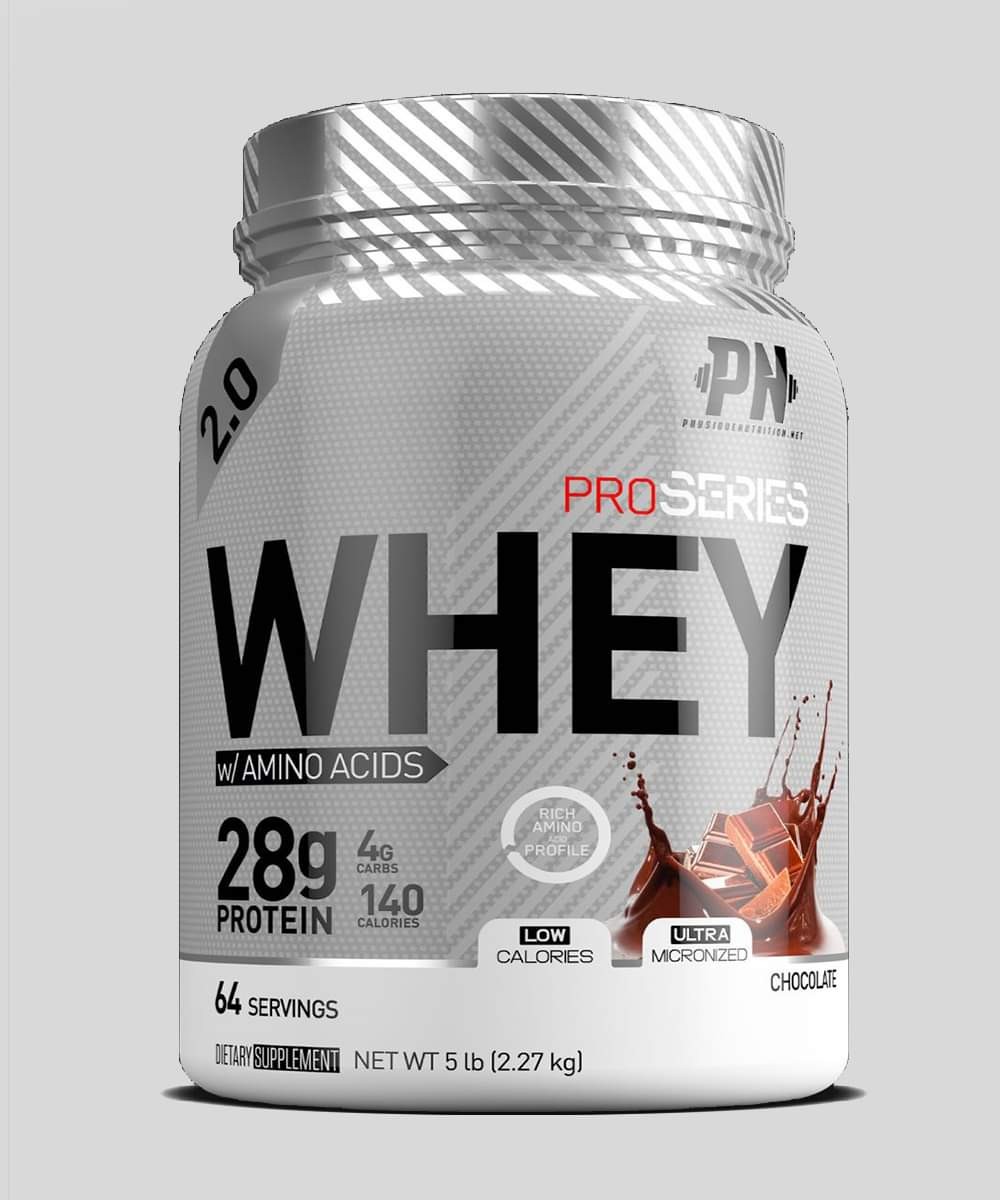 2.0
PN
PHYSIQUENUTRITION.NET
PROSERIES
WHEY
w/ AMINO ACIDS
28g
PROTEIN
4G
CARBS
140
CALORIES
RICH
AMINO
ACID
PROFILE
LOW
CALORIES
ULTRA
MICRONIZED
CHOCOLATE
64 SERVINGS
DIETARY SUPPLEMENT NET WT 5 lb (2.27 kg)